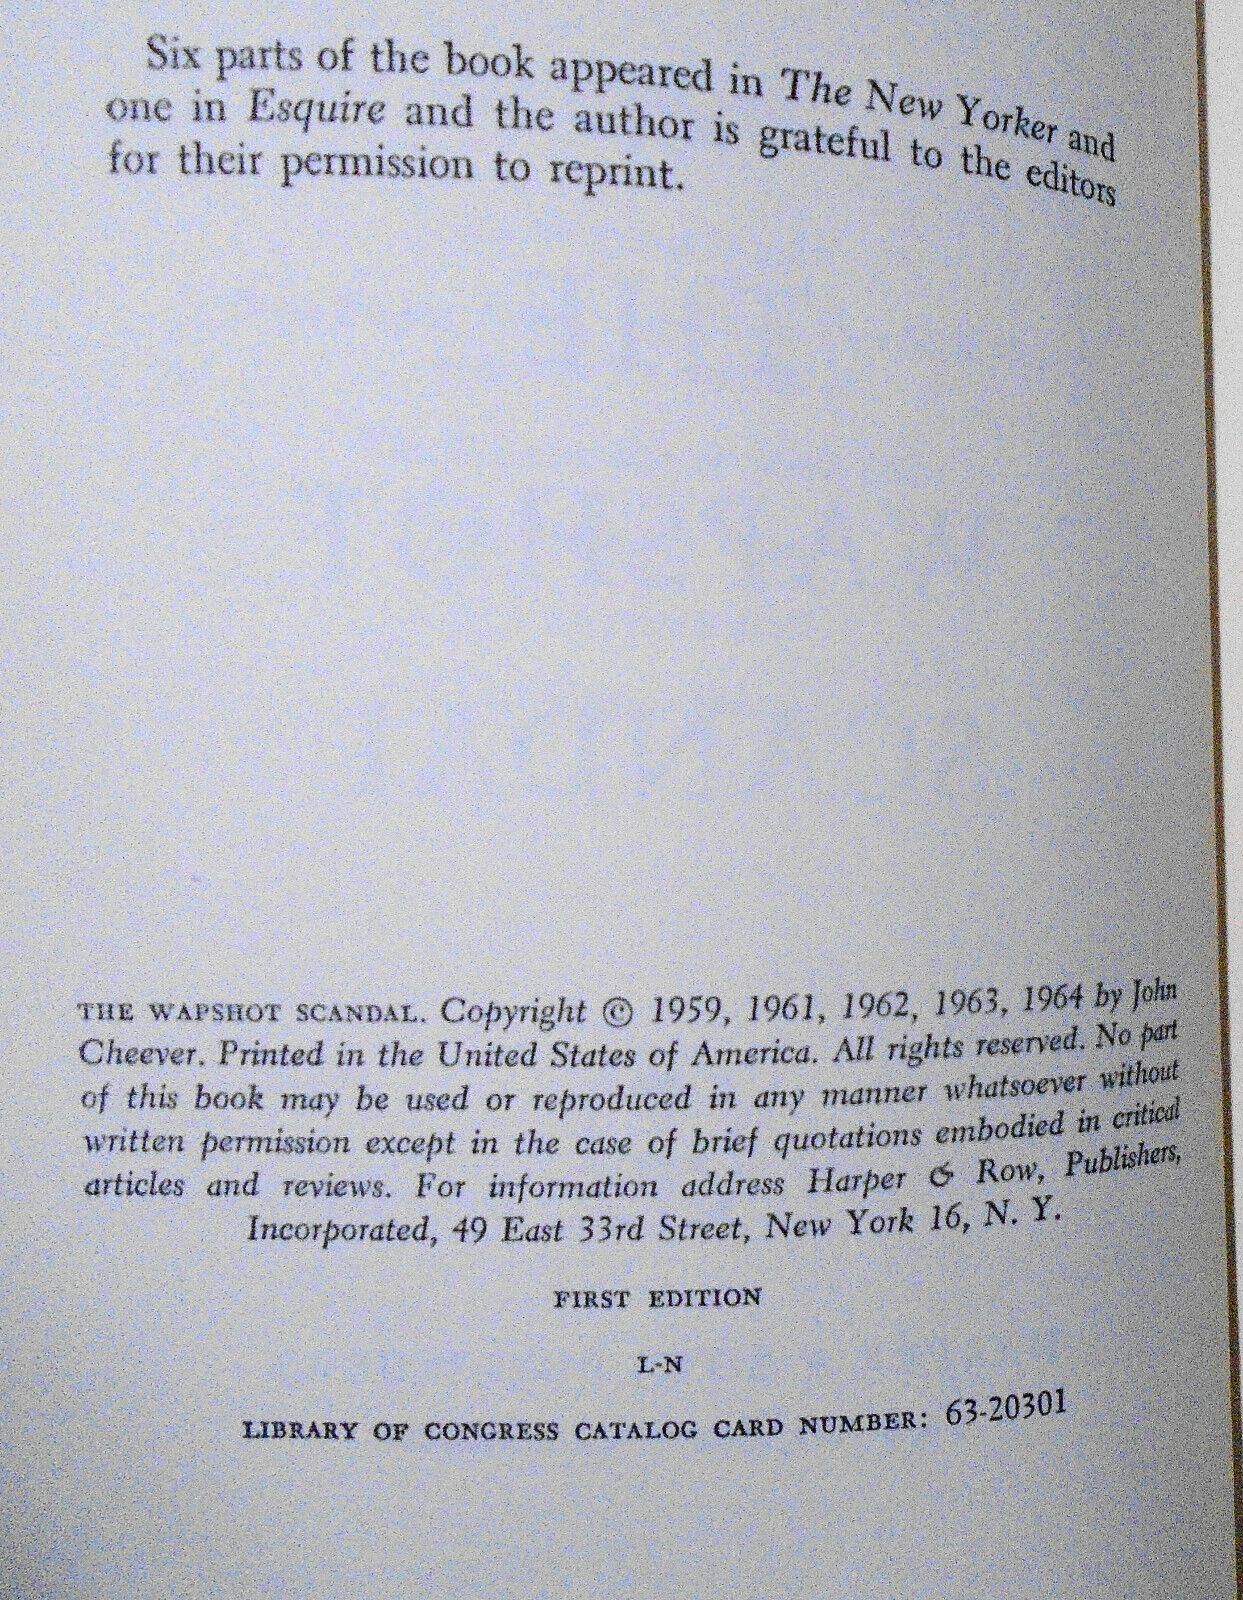 Six parts of the book appeared in The New Yorker and
one in Esquire and the author is grateful to the editors
for their permission to reprint.
THE WAPSHOT SCANDAL. Copyright © 1959, 1961, 1962, 1963, 1964 by John
Cheever. Printed in the United States of America. All rights reserved. No part
of this book may be used or reproduced in any manner whatsoever without
written permission except in the case of brief quotations embodied in critical
articles and reviews. For information address Harper & Row, Publishers,
Incorporated, 49 East 33rd Street, New York 16, N. Y.
FIRST EDITION
L-N
LIBRARY OF CONGRESS CATALOG CARD NUMBER: 63-20301